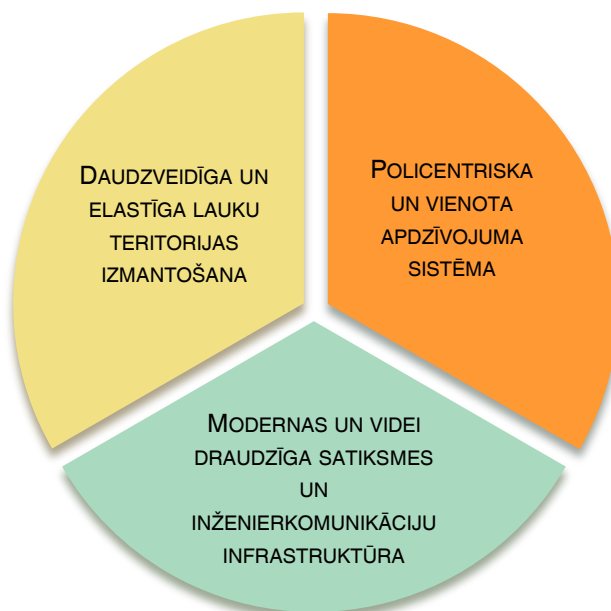 DAUDZVEIDĪGA UN
ELASTĪGA LAUKU
TERITORIJAS
IZMANTOŠANA
POLICENTRISKA
UN VIENOTA
APDZĪVOJUMA
SISTĒMA
MODERNAS UN VIDEI
DRAUDZĪGA SATIKSMES
UN
INŽENIERKOMUNIKĀCIJU
INFRASTRUKTŪRA